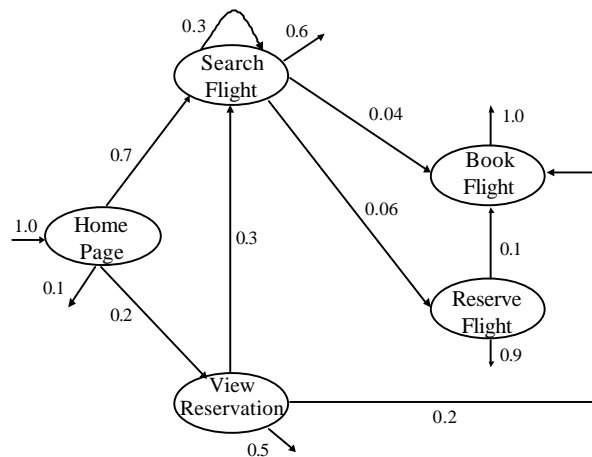 0.3
0.6
Search
Flight
0.04
1.0
Book
Flight
0.7
0.06
1.0
Home
Page
0.3
0.1
0.1
0.2
Reserve
Flight
0.9
View
Reservation
0.2
0.5